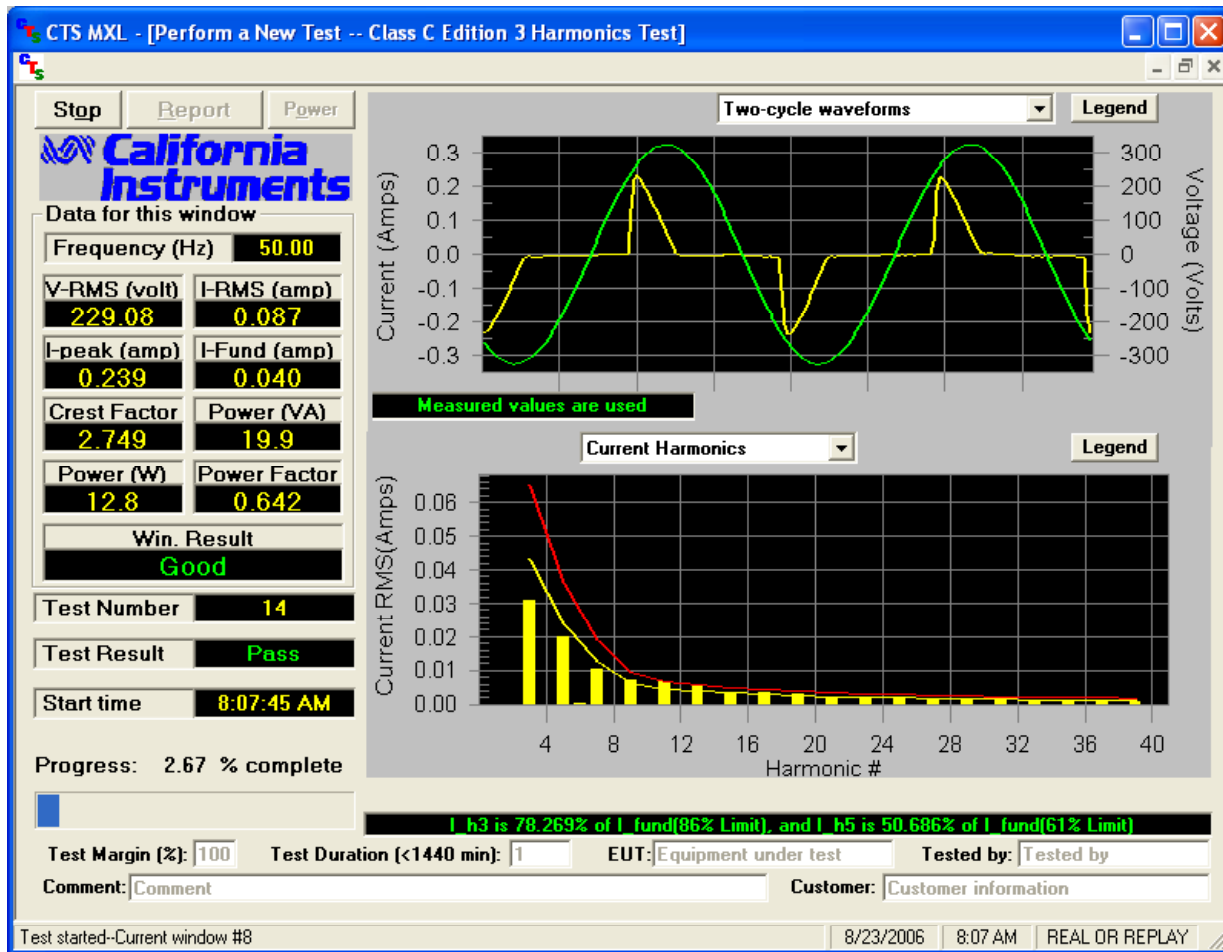 CTS MXL - [Perform a New Test -- Class C Edition 3 Harmonics Test]
CTS
Stop Report Power
California
Instruments
Data for this window
Frequency (Hz) 50.00
V-RMS (volt) I-RMS (amp)
229.08 0.087
I-peak (amp) I-Fund (amp)
0.239 0.040
Crest Factor Power (VA)
2.749 19.9
Power (W) Power Factor
12.8 0.642
Win. Result
Good
Test Number 14
Test Result Pass
Start time 8:07:45 AM
Progress: 2.67 % complete
Two-cycle waveforms Legend
Current (Amps)
0.3
0.2
0.1
0.0
-0.1
-0.2
-0.3
300
200
100
0
-100
-200
-300
Voltage (Volts)
Measured values are used
Current Harmonics Legend
Current RMS(Amps)
0.06
0.05
0.04
0.03
0.02
0.01
0.00
4 8 12 16 20 24 28 32 36 40
Harmonic #
I_h3 is 78.269% of I_fund(86% Limit), and I_h5 is 50.686% of I_fund(61% Limit)
Test Margin (%): 100 Test Duration (<1440 min): 1 EUT: Equipment under test Tested by: Tested by
Comment: Comment Customer: Customer information
Test started--Current window #8 8/23/2006 8:07 AM REAL OR REPLAY